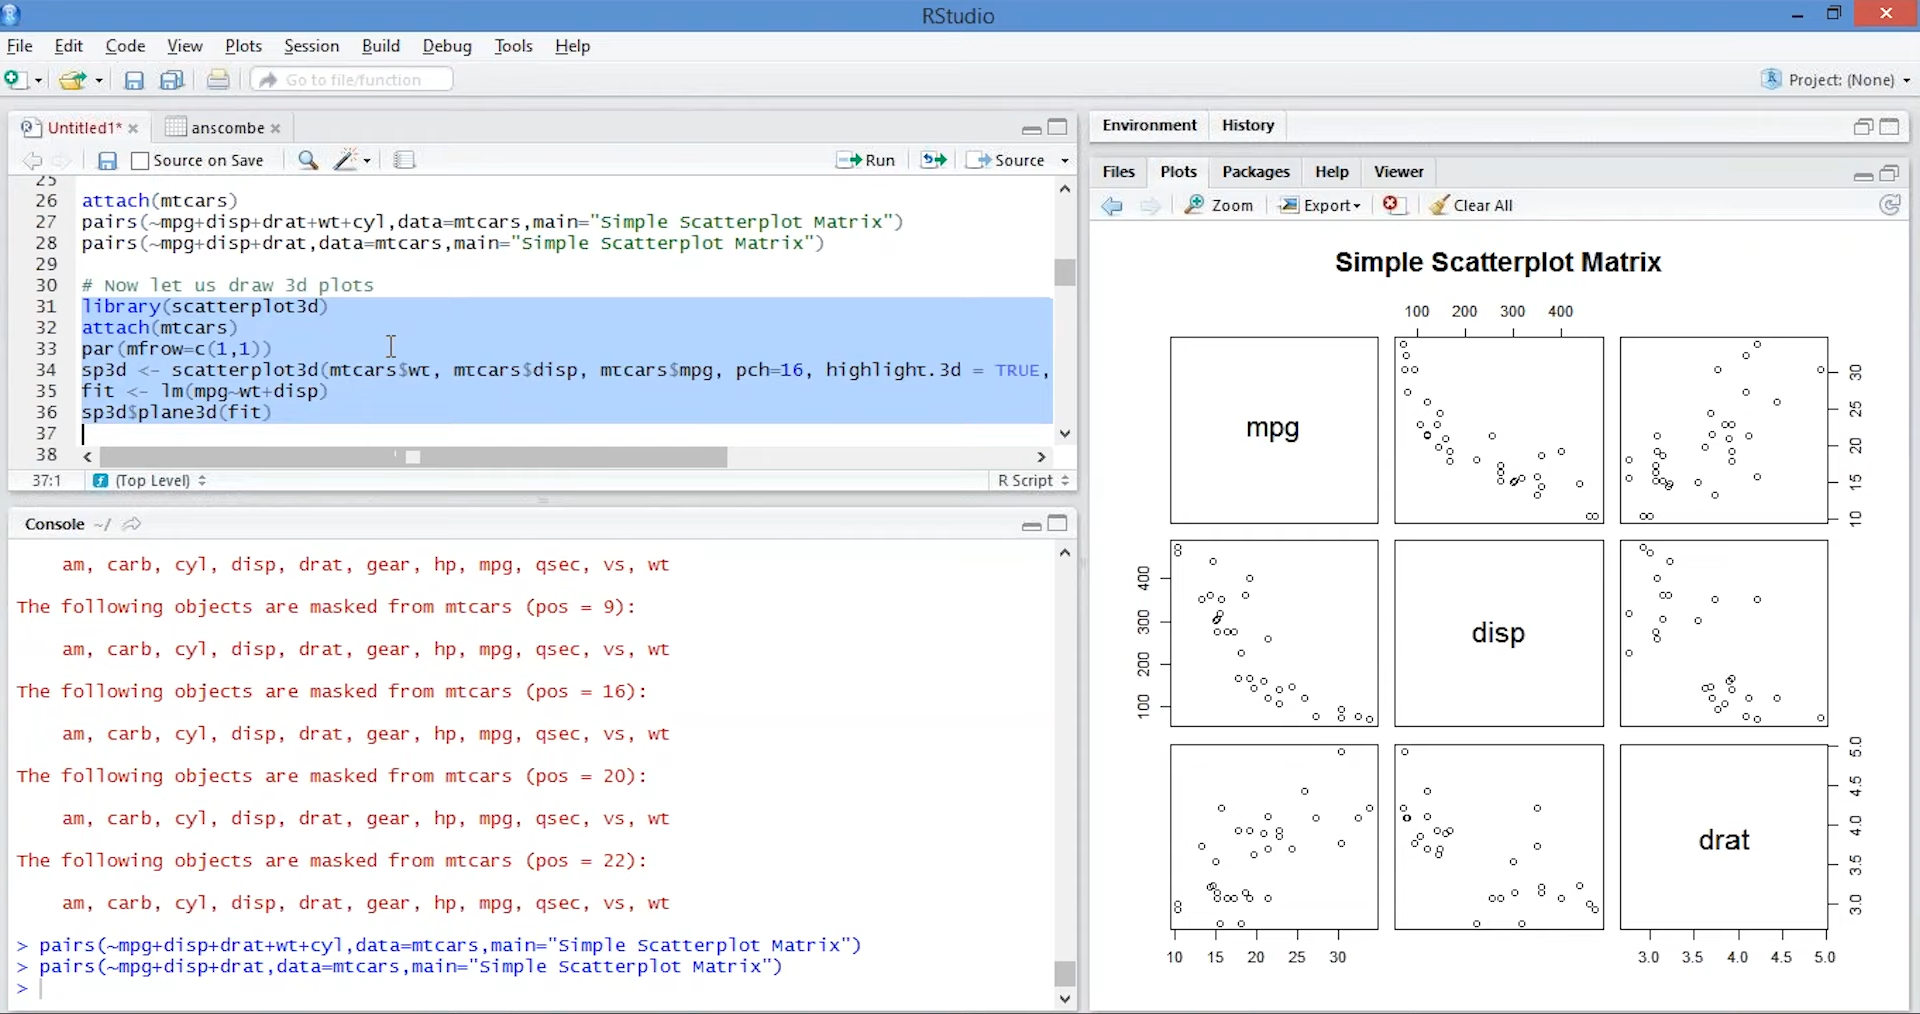 RStudio
File Edit Code View Plots Session Build Debug Tools Help
Go to file/function
Project: (None)
Untitled1*
anscombe
Source on Save
Run
Source
25
26 attach(mtcars)
27 pairs(~mpg+disp+drat+wt+cyl,data=mtcars,main="Simple Scatterplot Matrix")
28 pairs(~mpg+disp+drat,data=mtcars,main="Simple Scatterplot Matrix")
29
30 # Now let us draw 3d plots
31 library(scatterplot3d)
32 attach(mtcars)
33 par(mfrow=c(1,1))
34 sp3d <- scatterplot3d(mtcars$wt, mtcars$disp, mtcars$mpg, pch=16, highlight.3d = TRUE,
35 fit <- lm(mpg~wt+disp)
36 sp3d$plane3d(fit)
37
38
37:1 (Top Level) R Script
Console ~/
am, carb, cyl, disp, drat, gear, hp, mpg, qsec, vs, wt
The following objects are masked from mtcars (pos = 9):
am, carb, cyl, disp, drat, gear, hp, mpg, qsec, vs, wt
The following objects are masked from mtcars (pos = 16):
am, carb, cyl, disp, drat, gear, hp, mpg, qsec, vs, wt
The following objects are masked from mtcars (pos = 20):
am, carb, cyl, disp, drat, gear, hp, mpg, qsec, vs, wt
The following objects are masked from mtcars (pos = 22):
am, carb, cyl, disp, drat, gear, hp, mpg, qsec, vs, wt
> pairs(~mpg+disp+drat+wt+cyl,data=mtcars,main="Simple Scatterplot Matrix")
> pairs(~mpg+disp+drat,data=mtcars,main="Simple Scatterplot Matrix")
>
Environment History
Files Plots Packages Help Viewer
Zoom Export Clear All
Simple Scatterplot Matrix
100 200 300 400
mpg
10 15 20 25 30
100 200 300 400
disp
drat
3.0 3.5 4.0 4.5 5.0
10 15 20 25 30
3.0 3.5 4.0 4.5 5.0